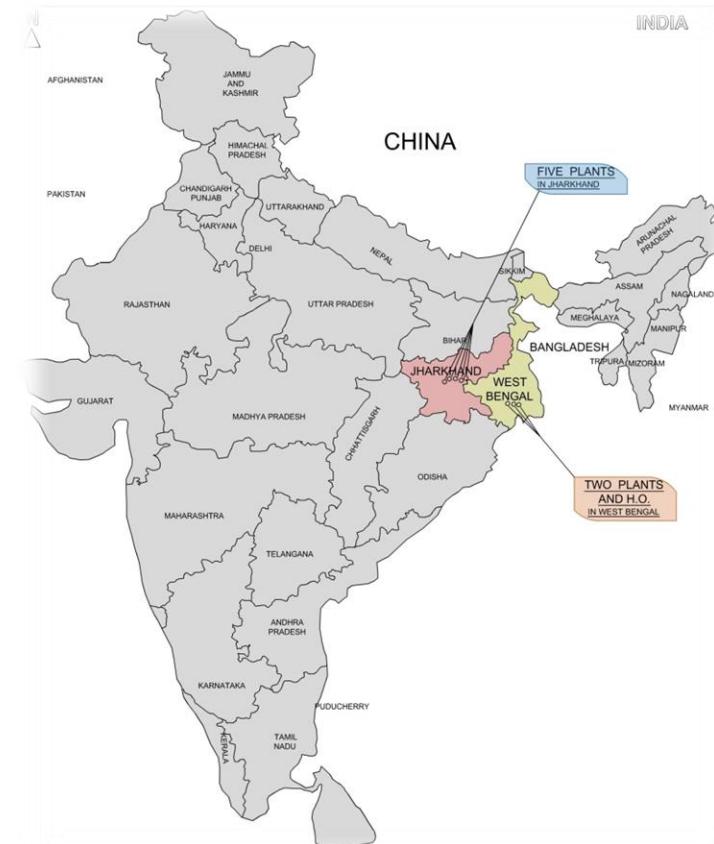 N
INDIA
AFGHANISTAN
JAMMU
AND
KASHMIR
CHINA
HIMACHAL
PRADESH
FIVE PLANTS
IN JHARKHAND
PAKISTAN
CHANDIGARH
PUNJAB
UTTARAKHAND
HARYANA
DELHI
NEPAL
ARUNACHAL
PRADESH
SIKKIM
ASSAM
NAGALAND
RAJASTHAN
UTTAR PRADESH
MEGHALAYA
MANIPUR
BIHAR
BANGLADESH
TRIPURA
MIZORAM
JHARKHAND
WEST
BENGAL
GUJARAT
MADHYA PRADESH
CHHATTISGARH
MYANMAR
ODISHA
TWO PLANTS
AND H.O.
IN WEST BENGAL
MAHARASHTRA
TELANGANA
ANDHRA
PRADESH
KARNATAKA
PUDUCHERRY
KERALA
TAMIL
NADU